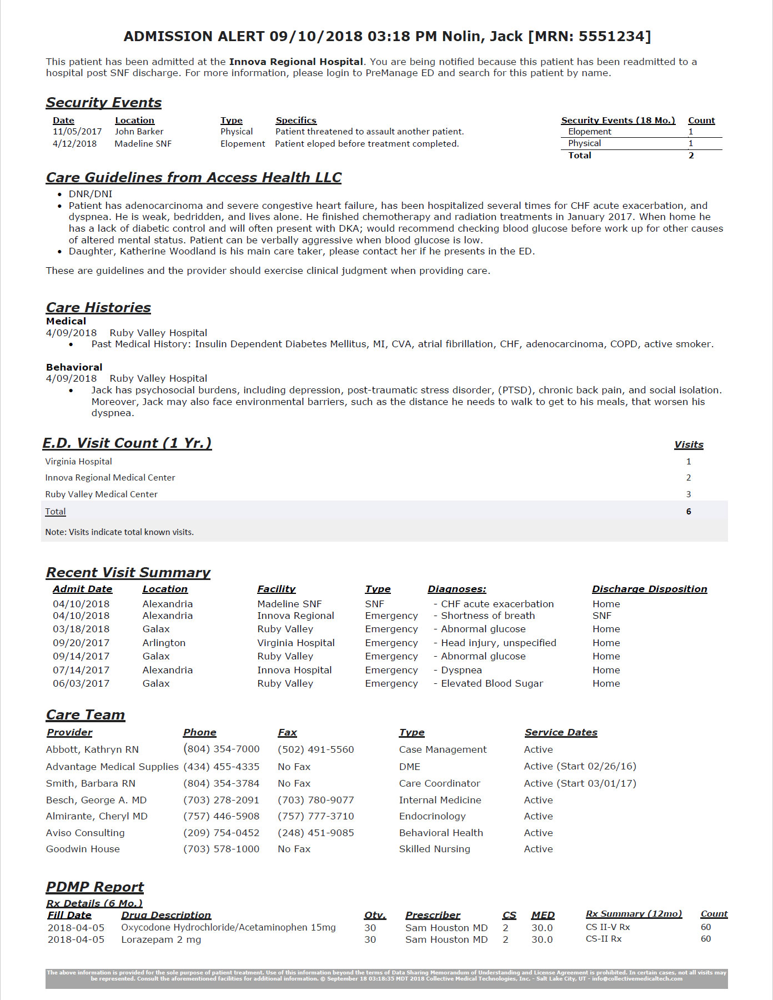 ADMISSION ALERT 09/10/2018 03:18 PM Nolin, Jack [MRN: 5551234]
This patient has been admitted at the Innova Regional Hospital. You are being notified because this patient has been readmitted to a
hospital post SNF discharge. For more information, please login to PreManage ED and search for this patient by name.
Security Events
Date Location Type Specifics Security Events (18 Mo.) Count
11/05/2017 John Barker Physical Patient threatened to assault another patient. Elopement 1
4/12/2018 Madeline SNF Elopement Patient eloped before treatment completed. Physical 1
Total 2
Care Guidelines from Access Health LLC
• DNR/DNI
• Patient has adenocarcinoma and severe congestive heart failure, has been hospitalized several times for CHF acute exacerbation, and
dyspnea. He is weak, bedridden, and lives alone. He finished chemotherapy and radiation treatments in January 2017. When home he
has a lack of diabetic control and will often present with DKA; would recommend checking blood glucose before work up for other causes
of altered mental status. Patient can be verbally aggressive when blood glucose is low.
• Daughter, Katherine Woodland is his main care taker, please contact her if he presents in the ED.
These are guidelines and the provider should exercise clinical judgment when providing care.
Care Histories
Medical
4/09/2018 Ruby Valley Hospital
• Past Medical History: Insulin Dependent Diabetes Mellitus, MI, CVA, atrial fibrillation, CHF, adenocarcinoma, COPD, active smoker.
Behavioral
4/09/2018 Ruby Valley Hospital
• Jack has psychosocial burdens, including depression, post-traumatic stress disorder, (PTSD), chronic back pain, and social isolation.
Moreover, Jack may also face environmental barriers, such as the distance he needs to walk to get to his meals, that worsen his
dyspnea.
E.D. Visit Count (1 Yr.) Visits
Virginia Hospital 1
Innova Regional Medical Center 2
Ruby Valley Medical Center 3
Total 6
Note: Visits indicate total known visits.
Recent Visit Summary
Admit Date Location Facility Type Diagnoses: Discharge Disposition
04/10/2018 Alexandria Madeline SNF SNF - CHF acute exacerbation Home
04/10/2018 Alexandria Innova Regional Emergency - Shortness of breath SNF
03/18/2018 Galax Ruby Valley Emergency - Abnormal glucose Home
09/20/2017 Arlington Virginia Hospital Emergency - Head injury, unspecified Home
09/14/2017 Galax Ruby Valley Emergency - Abnormal glucose Home
07/14/2017 Alexandria Innova Hospital Emergency - Dyspnea Home
06/03/2017 Galax Ruby Valley Emergency - Elevated Blood Sugar Home
Care Team
Provider Phone Fax Type Service Dates
Abbott, Kathryn RN (804) 354-7000 (502) 491-5560 Case Management Active
Advantage Medical Supplies (434) 455-4335 No Fax DME Active (Start 02/26/16)
Smith, Barbara RN (804) 354-3784 No Fax Care Coordinator Active (Start 03/01/17)
Besch, George A. MD (703) 278-2091 (703) 780-9077 Internal Medicine Active
Almirante, Cheryl MD (757) 446-5908 (757) 777-3710 Endocrinology Active
Aviso Consulting (209) 754-0452 (248) 451-9085 Behavioral Health Active
Goodwin House (703) 578-1000 No Fax Skilled Nursing Active
PDMP Report
Rx Details (6 Mo.)
Fill Date Drug Description Qty. Prescriber CS MED Rx Summary (12mo) Count
2018-04-05 Oxycodone Hydrochloride/Acetaminophen 15mg 30 Sam Houston MD 2 30.0 CS II-V Rx 60
2018-04-05 Lorazepam 2 mg 30 Sam Houston MD 2 30.0 CS-II Rx 60
The above information is provided for the sole purpose of patient treatment. Use of this information beyond the terms of Data Sharing Memorandum of Understanding and License Agreement is prohibited. In certain cases, not all visits may
be represented. Consult the aforementioned facilities for additional information. © September 18 03:18:35 MDT 2018 Collective Medical Technologies, Inc. - Salt Lake City, UT - info@collectivemedicaltech.com